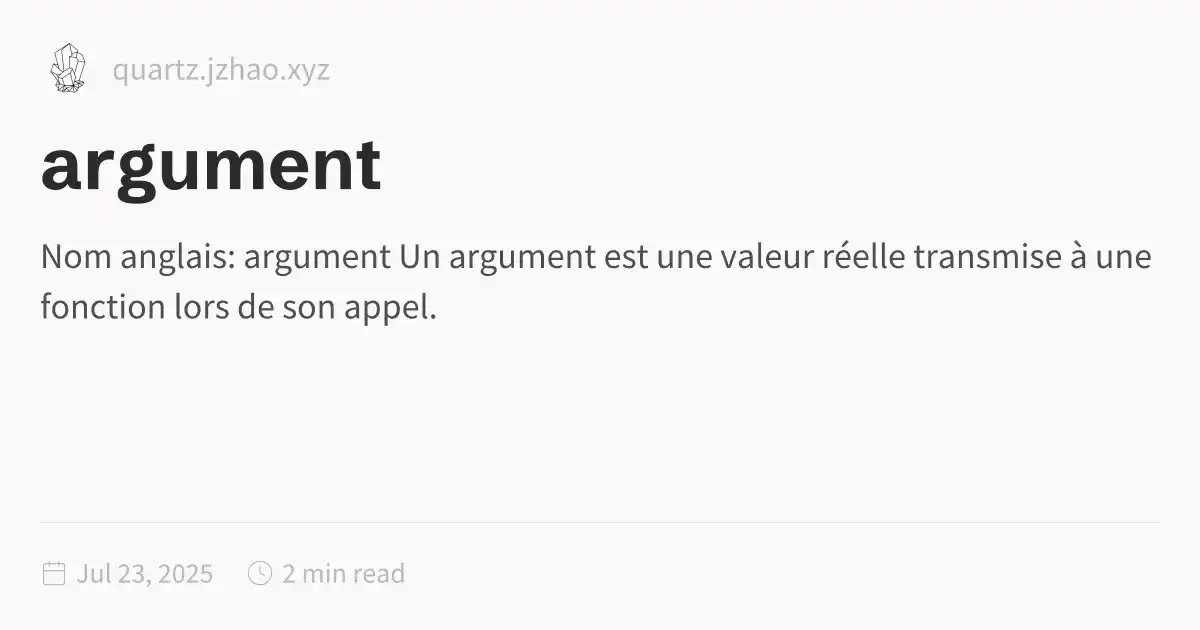 quartz.jzhao.xyz
argument
Nom anglais: argument Un argument est une valeur réelle transmise à une
fonction lors de son appel.
Jul 23, 2025 2 min read